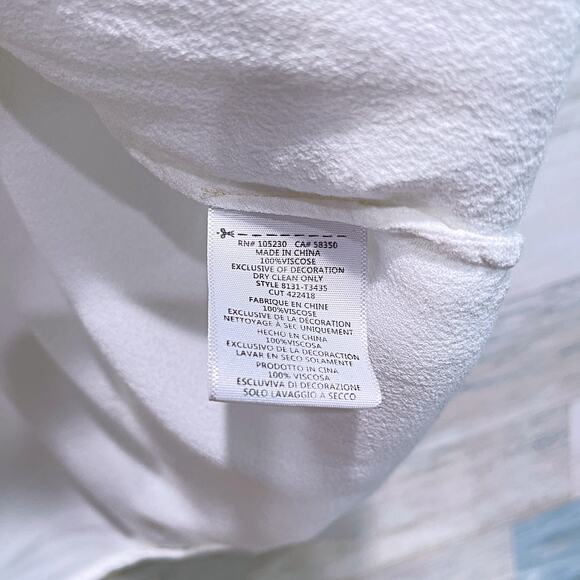 RN# 105230 CA# 58350
MADE IN CHINA
100%VISCOSE
EXCLUSIVE OF DECORATION
DRY CLEAN ONLY
STYLE 8131-T3435
CUT 422418
FABRIQUE EN CHINE
100%VISCOSE
EXCLUSIVE DE LA DÉCORATION
NETTOYAGE À SEC UNIQUEMENT
HECHO EN CHINA
100%VISCOSA
EXCLUSIVO DE LA DECORACTION
LAVAR EN SECO SOLAMENTE
PRODOTTO IN CINA
100% VISCOSA
ESCLUVIVA DI DECORAZIONE
SOLO LAVAGGIO A SECCO